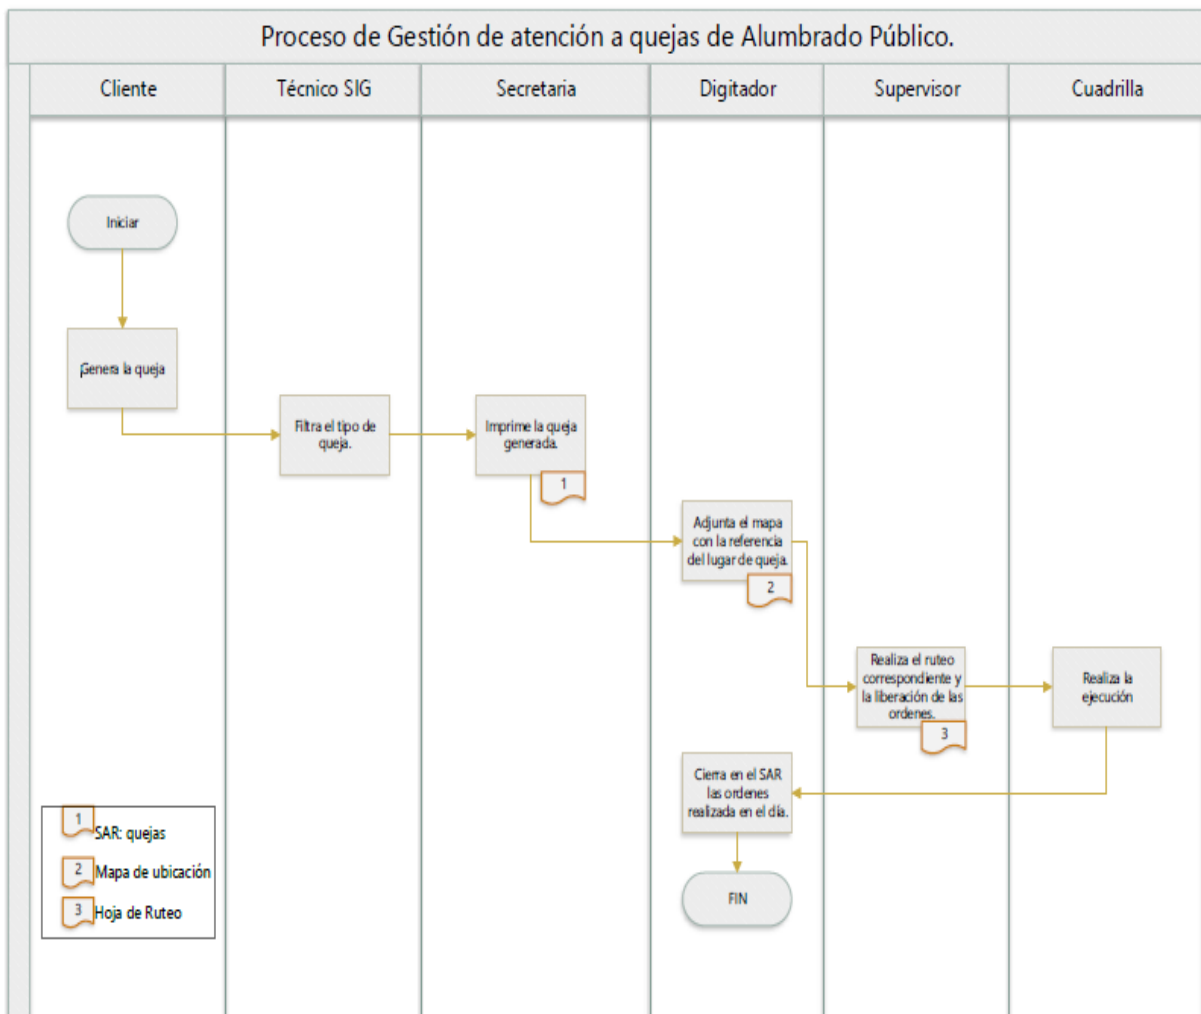 Proceso de Gestión de atención a quejas de Alumbrado Público.
Cliente
Técnico SIG
Secretaria
Digitador
Supervisor
Cuadrilla
Iniciar
Genera la queja
Filtra el tipo de
queja.
Imprime la queja
generada.
1
Adjunta el mapa
con la referencia
del lugar de queja.
2
Realiza el ruteo
correspondiente y
la liberación de las
ordenes.
3
Realiza la
ejecución
Cierra en el SAR
las ordenes
realizada en el día.
FIN
1 SAR: quejas
2 Mapa de ubicación
3 Hoja de Ruteo